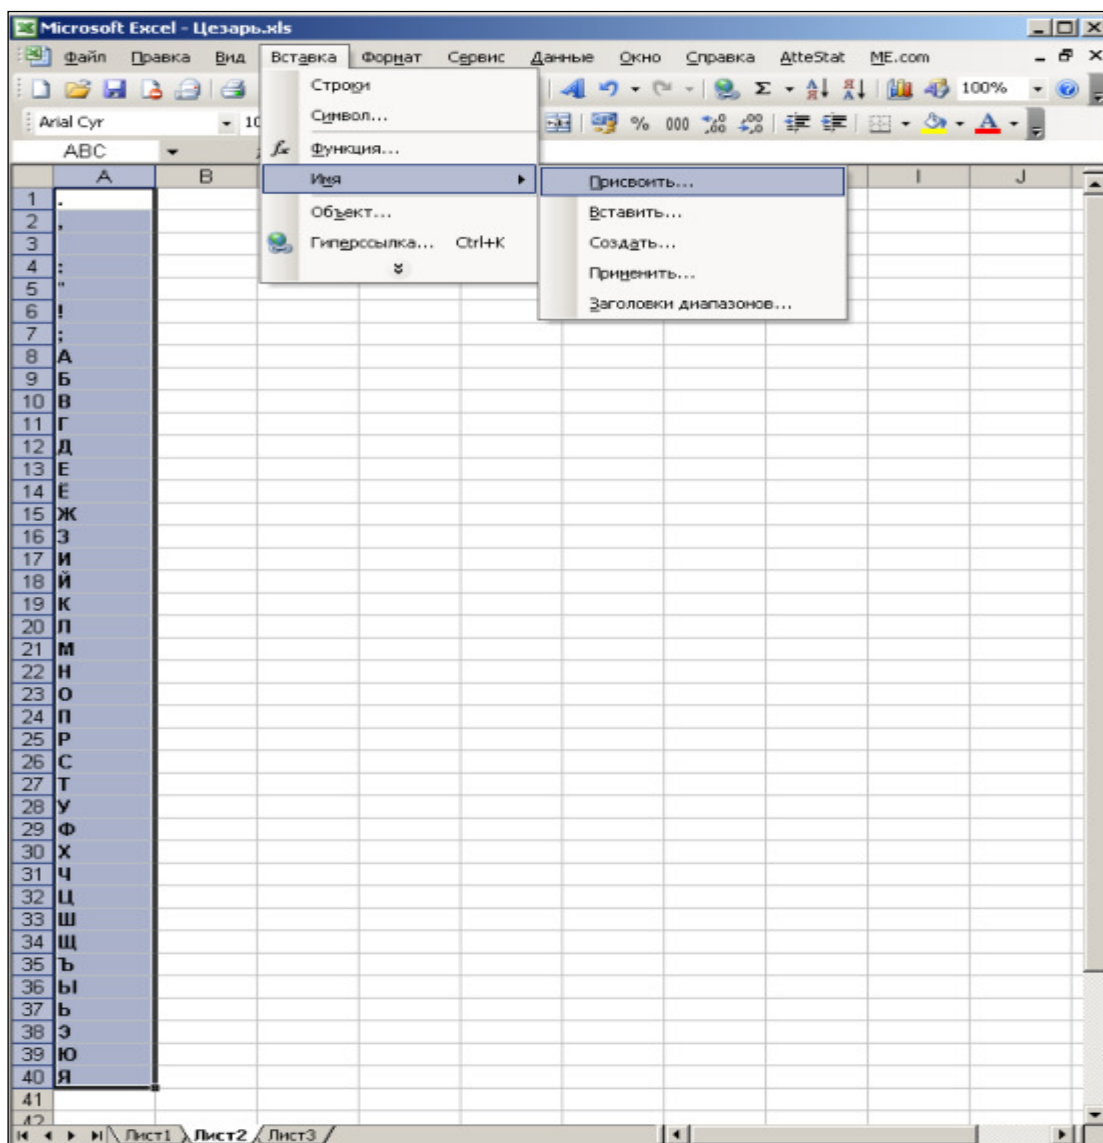 Microsoft Excel - Цезарь.xls
Файл Правка Вид Вставка Формат Сервис Данные Окно Справка AtteStat ME.com
Строки
100%
Arial Cyr 10
Символ...
% 000
ABC
fx Функция...
A B I J
Имя
Присвоить...
Объект...
Вставить...
Гиперссылка... Ctrl+K
Создать...
Применить...
Заголовки диапазонов...
1 .
2 ,
3
4 :
5 "
6 !
7 ;
8 А
9 Б
10 В
11 Г
12 Д
13 Е
14 Ё
15 Ж
16 З
17 И
18 Й
19 К
20 Л
21 М
22 Н
23 О
24 П
25 Р
26 С
27 Т
28 У
29 Ф
30 Х
31 Ч
32 Ц
33 Ш
34 Щ
35 Ъ
36 Ы
37 Ь
38 Э
39 Ю
40 Я
41
42
Лист1 Лист2 Лист3